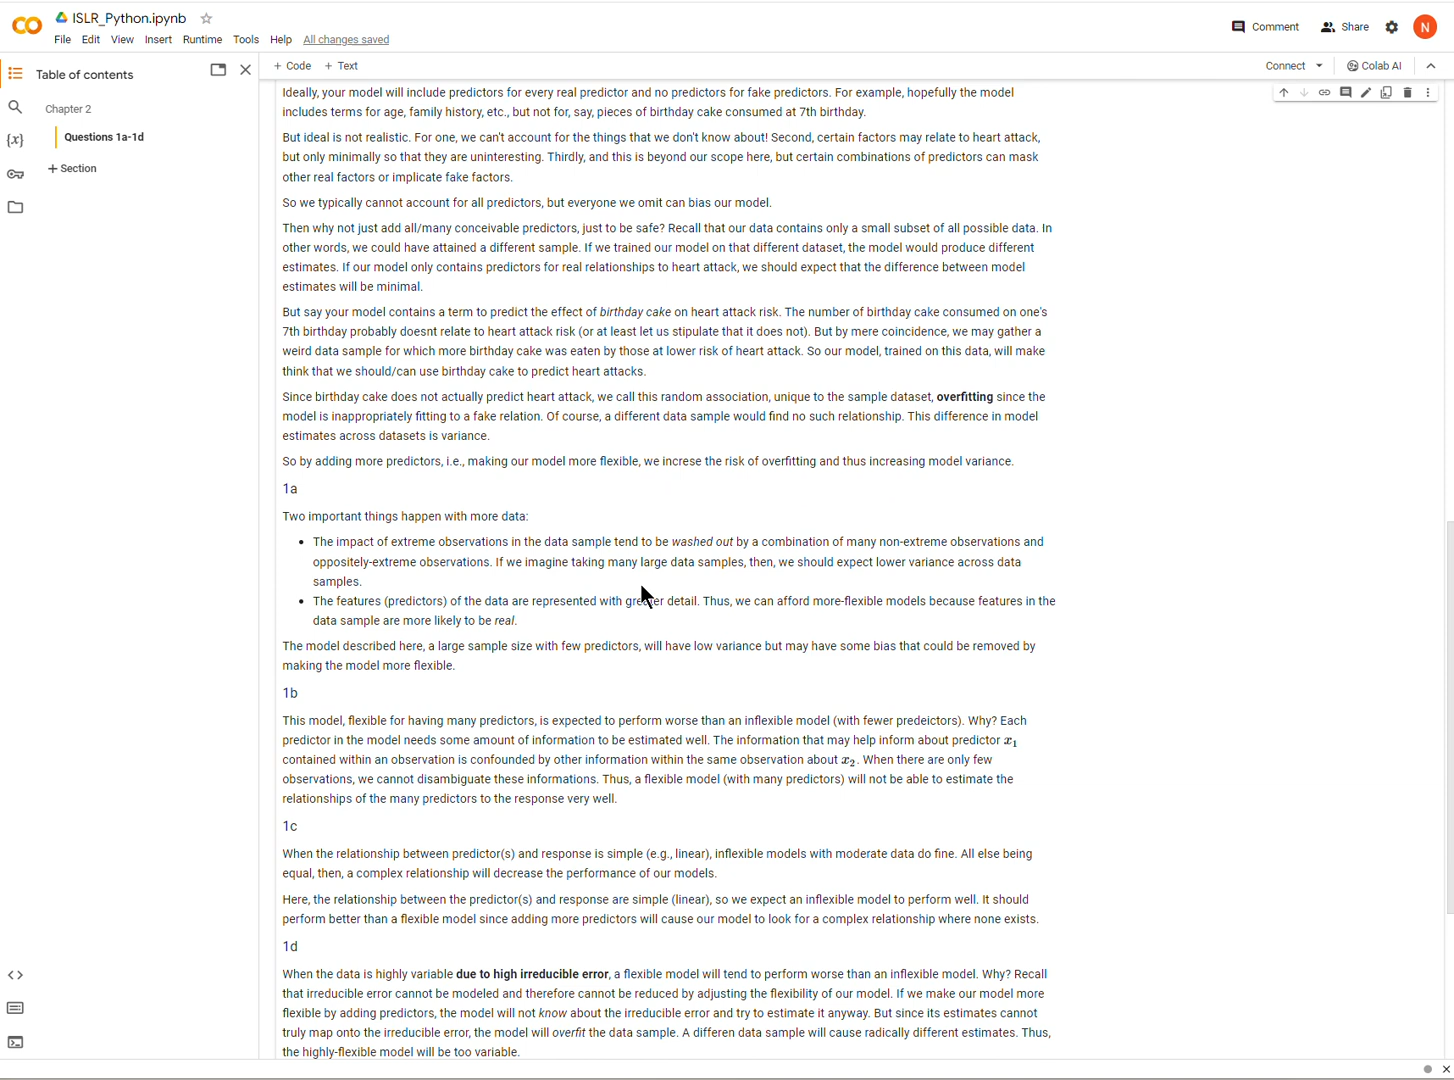 ISLR_Python.ipynb
File Edit View Insert Runtime Tools Help All changes saved
Comment Share N
Table of contents
+ Code + Text
Connect Colab AI
Chapter 2
Questions 1a-1d
+ Section
{x}
Ideally, your model will include predictors for every real predictor and no predictors for fake predictors. For example, hopefully the model
includes terms for age, family history, etc., but not for, say, pieces of birthday cake consumed at 7th birthday.
But ideal is not realistic. For one, we can't account for the things that we don't know about! Second, certain factors may relate to heart attack,
but only minimally so that they are uninteresting. Thirdly, and this is beyond our scope here, but certain combinations of predictors can mask
other real factors or implicate fake factors.
So we typically cannot account for all predictors, but everyone we omit can bias our model.
Then why not just add all/many conceivable predictors, just to be safe? Recall that our data contains only a small subset of all possible data. In
other words, we could have attained a different sample. If we trained our model on that different dataset, the model would produce different
estimates. If our model only contains predictors for real relationships to heart attack, we should expect that the difference between model
estimates will be minimal.
But say your model contains a term to predict the effect of birthday cake on heart attack risk. The number of birthday cake consumed on one's
7th birthday probably doesnt relate to heart attack risk (or at least let us stipulate that it does not). But by mere coincidence, we may gather a
weird data sample for which more birthday cake was eaten by those at lower risk of heart attack. So our model, trained on this data, will make
think that we should/can use birthday cake to predict heart attacks.
Since birthday cake does not actually predict heart attack, we call this random association, unique to the sample dataset, overfitting since the
model is inappropriately fitting to a fake relation. Of course, a different data sample would find no such relationship. This difference in model
estimates across datasets is variance.
So by adding more predictors, i.e., making our model more flexible, we increse the risk of overfitting and thus increasing model variance.
1a
Two important things happen with more data:
• The impact of extreme observations in the data sample tend to be washed out by a combination of many non-extreme observations and
oppositely-extreme observations. If we imagine taking many large data samples, then, we should expect lower variance across data
samples.
• The features (predictors) of the data are represented with greater detail. Thus, we can afford more-flexible models because features in the
data sample are more likely to be real.
The model described here, a large sample size with few predictors, will have low variance but may have some bias that could be removed by
making the model more flexible.
1b
This model, flexible for having many predictors, is expected to perform worse than an inflexible model (with fewer predeictors). Why? Each
predictor in the model needs some amount of information to be estimated well. The information that may help inform about predictor x₁
contained within an observation is confounded by other information within the same observation about x₂. When there are only few
observations, we cannot disambiguate these informations. Thus, a flexible model (with many predictors) will not be able to estimate the
relationships of the many predictors to the response very well.
1c
When the relationship between predictor(s) and response is simple (e.g., linear), inflexible models with moderate data do fine. All else being
equal, then, a complex relationship will decrease the performance of our models.
Here, the relationship between the predictor(s) and response are simple (linear), so we expect an inflexible model to perform well. It should
perform better than a flexible model since adding more predictors will cause our model to look for a complex relationship where none exists.
1d
When the data is highly variable due to high irreducible error, a flexible model will tend to perform worse than an inflexible model. Why? Recall
that irreducible error cannot be modeled and therefore cannot be reduced by adjusting the flexibility of our model. If we make our model more
flexible by adding predictors, the model will not know about the irreducible error and try to estimate it anyway. But since its estimates cannot
truly map onto the irreducible error, the model will overfit the data sample. A differen data sample will cause radically different estimates. Thus,
the highly-flexible model will be too variable.